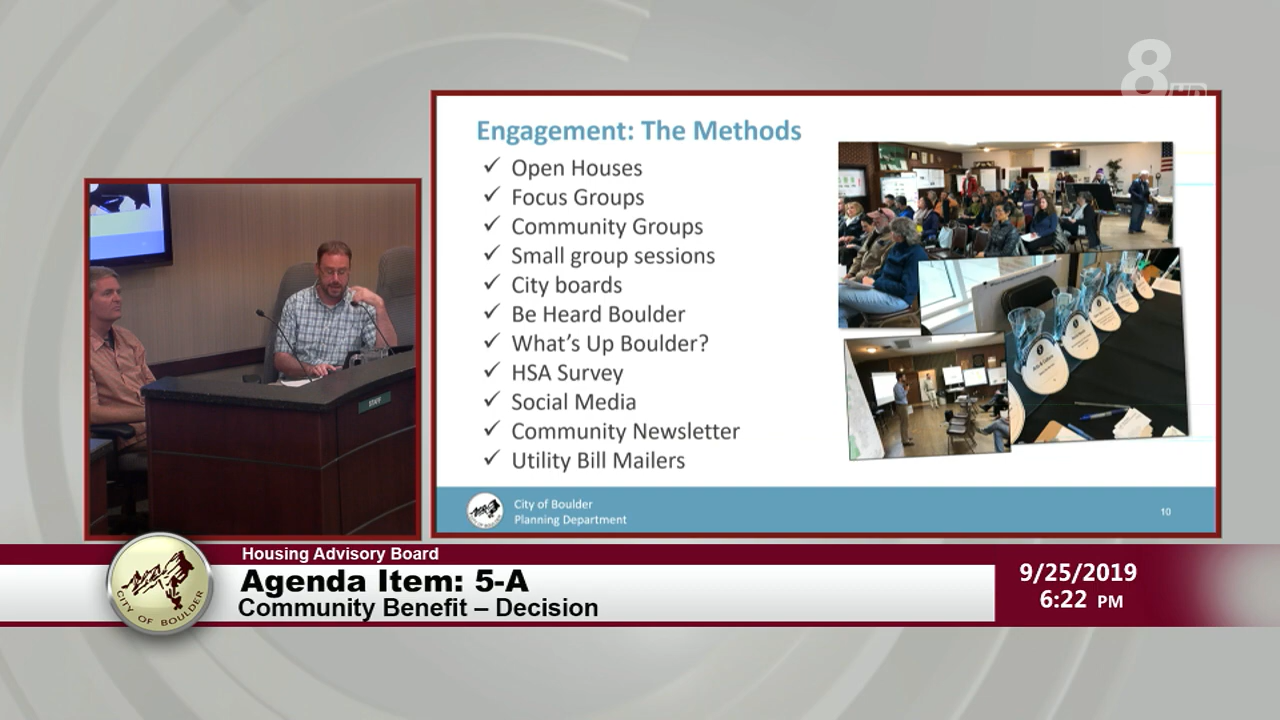 8 HD
Engagement: The Methods
✓ Open Houses
✓ Focus Groups
✓ Community Groups
✓ Small group sessions
✓ City boards
✓ Be Heard Boulder
✓ What's Up Boulder?
✓ HSA Survey
✓ Social Media
✓ Community Newsletter
✓ Utility Bill Mailers
City of Boulder
Planning Department
10
STAFF
Housing Advisory Board
Agenda Item: 5-A
Community Benefit – Decision
CITY OF BOULDER
9/25/2019
6:22 PM